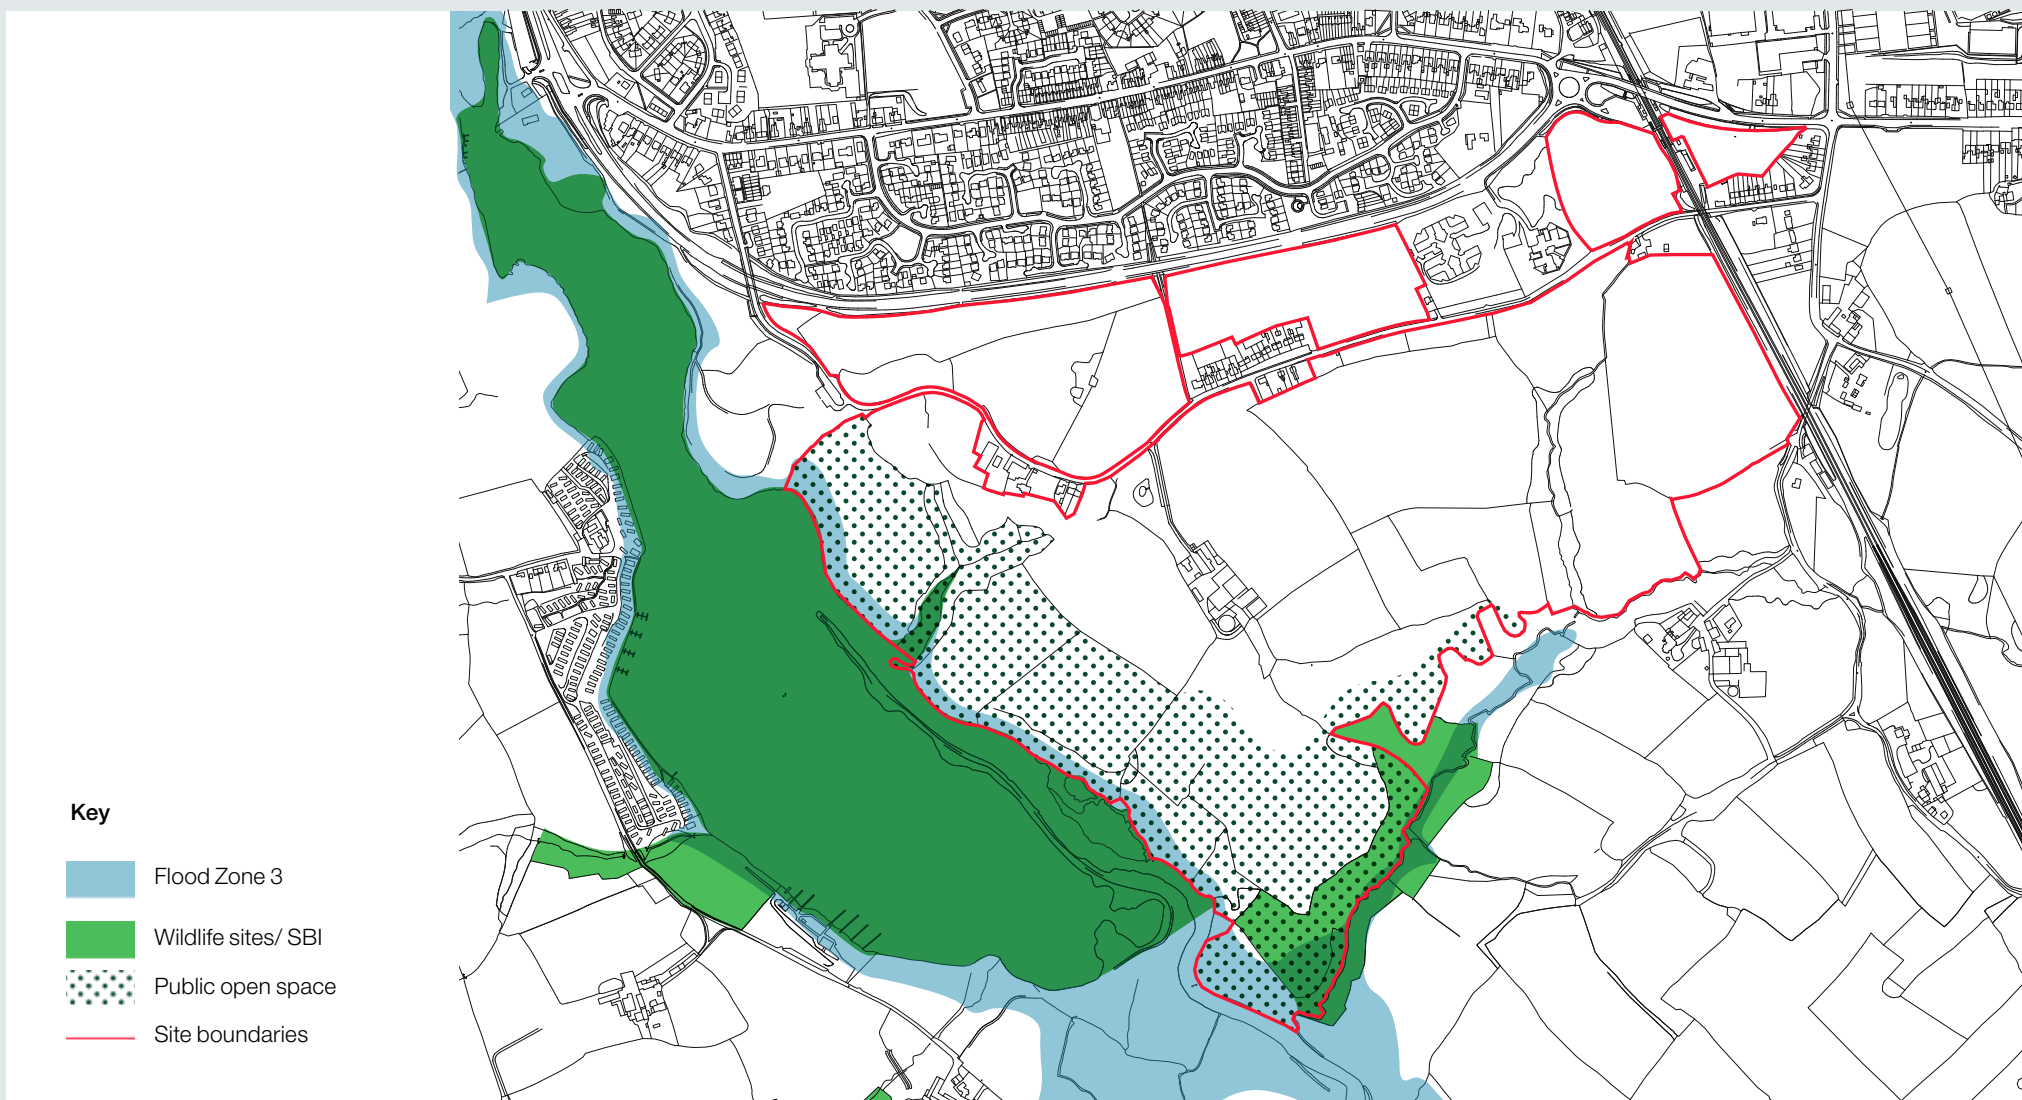 Key
Flood Zone 3
Wildlife sites/ SBI
Public open space
Site boundaries